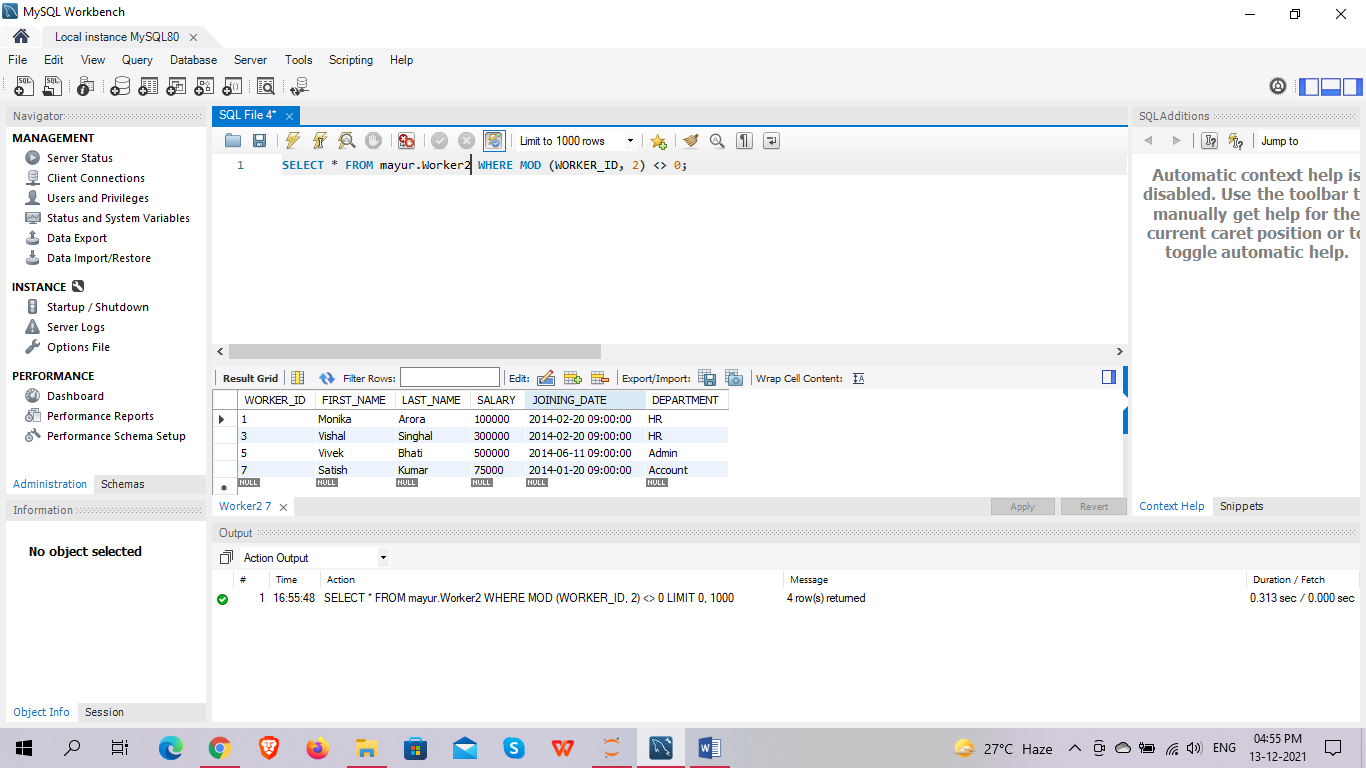 MySQL Workbench
Local instance MySQL80
File Edit View Query Database Server Tools Scripting Help
Navigator
MANAGEMENT
Server Status
Client Connections
Users and Privileges
Status and System Variables
Data Export
Data Import/Restore
INSTANCE
Startup / Shutdown
Server Logs
Options File
PERFORMANCE
Dashboard
Performance Reports
Performance Schema Setup
Administration Schemas
Information
No object selected
Object Info Session
SQL File 4*
Limit to 1000 rows
1 SELECT * FROM mayur.Worker2 WHERE MOD (WORKER_ID, 2) <> 0;
Result Grid Filter Rows: Edit: Export/Import: Wrap Cell Content:
WORKER_ID FIRST_NAME LAST_NAME SALARY JOINING_DATE DEPARTMENT
1 Monika Arora 100000 2014-02-20 09:00:00 HR
3 Vishal Singhal 300000 2014-02-20 09:00:00 HR
5 Vivek Bhati 500000 2014-06-11 09:00:00 Admin
7 Satish Kumar 75000 2014-01-20 09:00:00 Account
NULL NULL NULL NULL NULL NULL
Worker2 7
Apply Revert
SQLAdditions
Jump to
Automatic context help is
disabled. Use the toolbar t
manually get help for the
current caret position or to
toggle automatic help.
Context Help Snippets
Output
Action Output
# Time Action Message Duration / Fetch
1 16:55:48 SELECT * FROM mayur.Worker2 WHERE MOD (WORKER_ID, 2) <> 0 LIMIT 0, 1000 4 row(s) returned 0.313 sec / 0.000 sec
27°C Haze
ENG
04:55 PM
13-12-2021